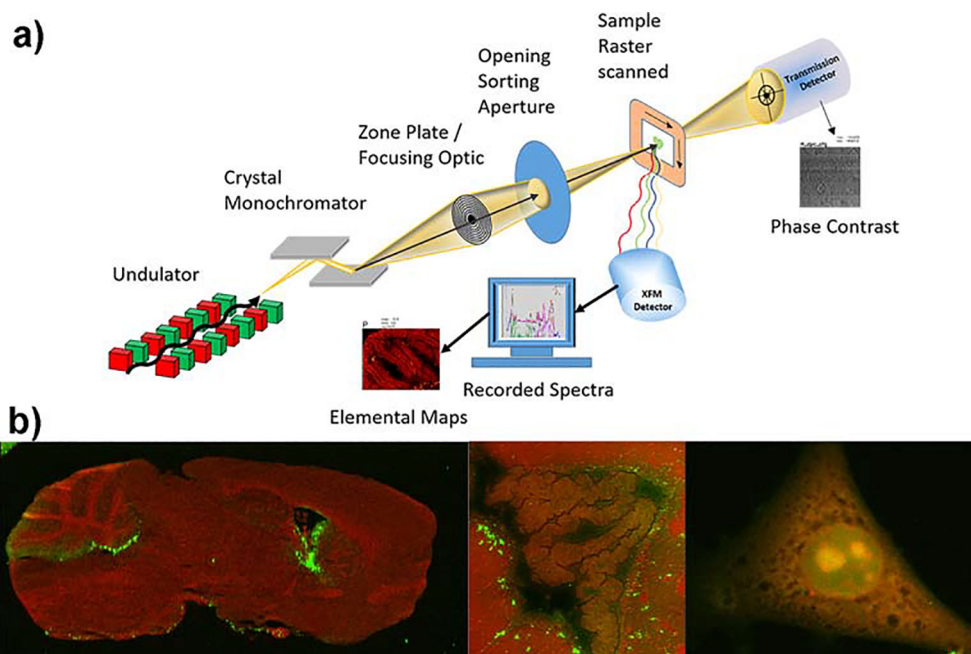 a)
Sample
Raster
scanned
Opening
Sorting
Aperture
Transmission
Detector
Zone Plate /
Focusing Optic
Crystal
Monochromator
Phase Contrast
Undulator
XFM
Detector
P
Recorded Spectra
Elemental Maps
b)